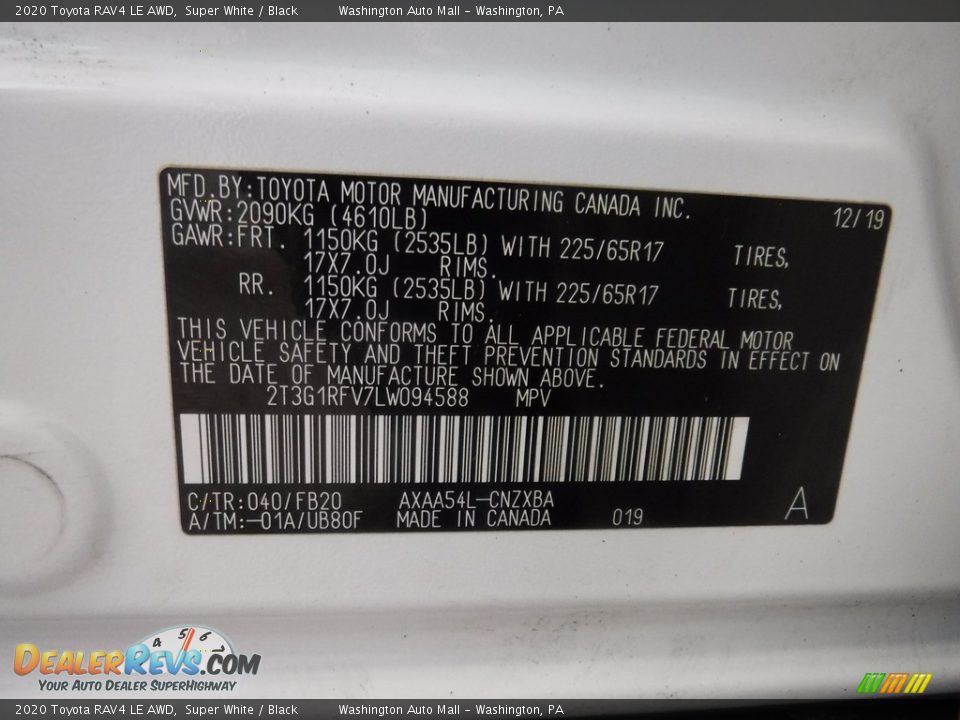 2020 Toyota RAV4 LE AWD, Super White / Black Washington Auto Mall - Washington, PA
MFD.BY:TOYOTA MOTOR MANUFACTURING CANADA INC. 12/19
GVWR:2090KG (4610LB)
GAWR:FRT. 1150KG (2535LB) WITH 225/65R17 TIRES,
17X7.0J RIMS.
RR. 1150KG (2535LB) WITH 225/65R17 TIRES,
17X7.0J RIMS.
THIS VEHICLE CONFORMS TO ALL APPLICABLE FEDERAL MOTOR
VEHICLE SAFETY AND THEFT PREVENTION STANDARDS IN EFFECT ON
THE DATE OF MANUFACTURE SHOWN ABOVE.
2T3G1RFV7LW094588 MPV
C/TR:040/FB20 AXAA54L-CNZXBA
A/TM:-01A/UB80F MADE IN CANADA 019 A
4 5 6 7
DEALERREVS.COM
YOUR AUTO DEALER SUPERHIGHWAY
2020 Toyota RAV4 LE AWD, Super White / Black Washington Auto Mall - Washington, PA